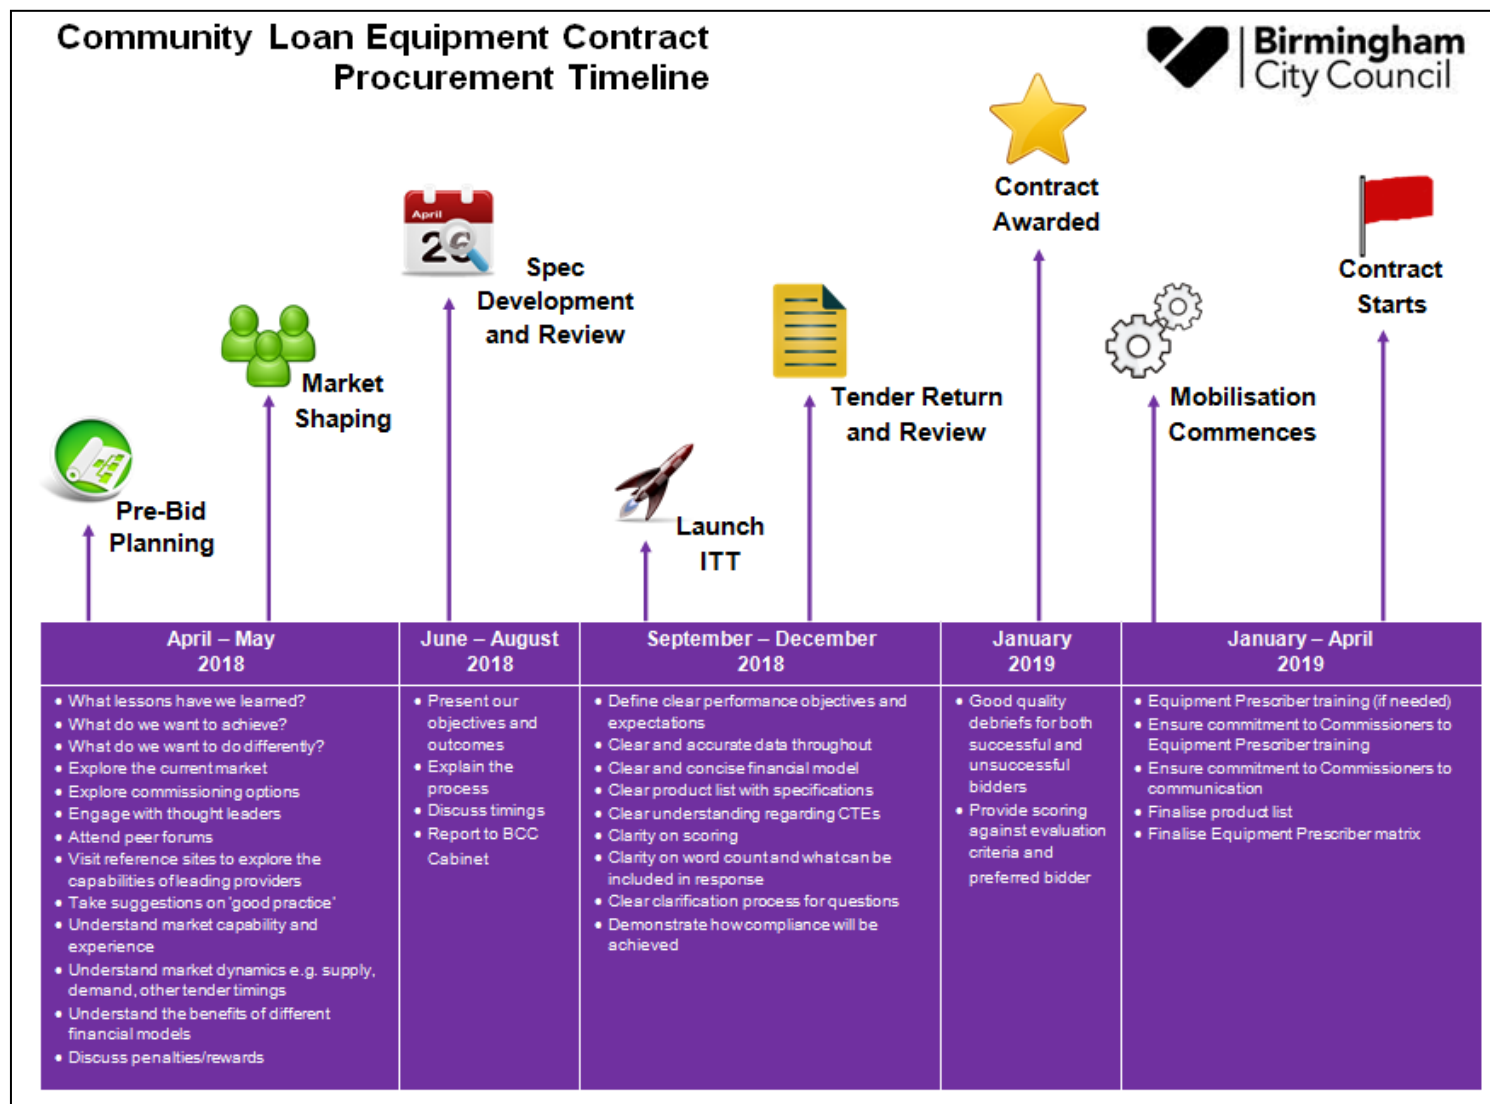 Community Loan Equipment Contract
Procurement Timeline
Birmingham
City Council
Contract
Awarded
April
26
Spec
Development
and Review
Contract
Starts
Market
Shaping
Tender Return
and Review
Mobilisation
Commences
Pre-Bid
Planning
Launch
ITT
April – May
2018
• What lessons have we learned?
• What do we want to achieve?
• What do we want to do differently?
• Explore the current market
• Explore commissioning options
• Engage with thought leaders
• Attend peer forums
• Visit reference sites to explore the
capabilities of leading providers
• Take suggestions on 'good practice'
• Understand market capability and
experience
• Understand market dynamics e.g. supply,
demand, other tender timings
• Understand the benefits of different
financial models
• Discuss penalties/rewards
June – August
2018
• Present our
objectives and
outcomes
• Explain the
process
• Discuss timings
• Report to BCC
Cabinet
September – December
2018
• Define clear performance objectives and
expectations
• Clear and accurate data throughout
• Clear and concise financial model
• Clear product list with specifications
• Clear understanding regarding CTEs
• Clarity on scoring
• Clarity on word count and what can be
included in response
• Clear clarification process for questions
• Demonstrate how compliance will be
achieved
January
2019
• Good quality
debriefs for both
successful and
unsuccessful
bidders
• Provide scoring
against evaluation
criteria and
preferred bidder
January – April
2019
• Equipment Prescriber training (if needed)
• Ensure commitment to Commissioners to
Equipment Prescriber training
• Ensure commitment to Commissioners to
communication
• Finalise product list
• Finalise Equipment Prescriber matrix